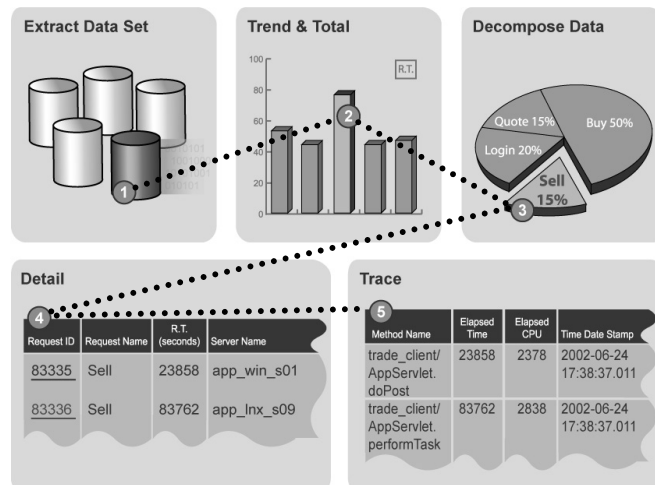 Extract Data Set
1
Trend & Total
100
80
60
40
20
0
R.T.
2
Decompose Data
Quote 15%
Buy 50%
Login 20%
Sell
15%
3
Detail
4
Request ID
Request Name
R.T.
(seconds)
Server Name
83335
Sell
23858
app_win_s01
83336
Sell
83762
app_lnx_s09
Trace
5
Method Name
Elapsed
Time
Elapsed
CPU
Time Date Stamp
trade_client/
AppServlet.
doPost
23858
2378
2002-06-24
17:38:37.011
trade_client/
AppServlet.
performTask
83762
2838
2002-06-24
17:38:37.011